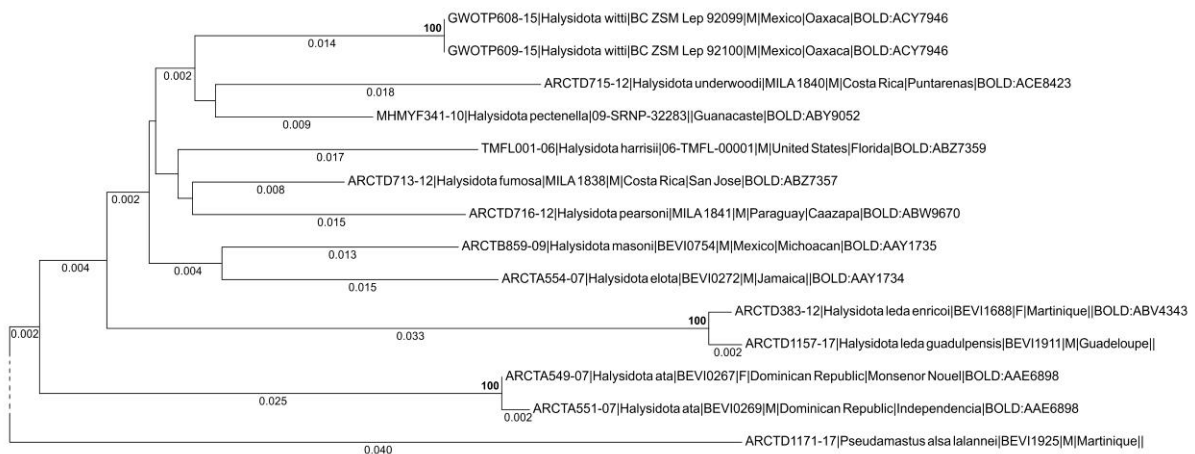 GWOTP608-15|Halysidota witti|BC ZSM Lep 92099|M|Mexico|Oaxaca|BOLD:ACY7946
100
0.014
GWOTP609-15|Halysidota witti|BC ZSM Lep 92100|M|Mexico|Oaxaca|BOLD:ACY7946
0.002
ARCTD715-12|Halysidota underwoodi|MILA 1840|M|Costa Rica|Puntarenas|BOLD:ACE8423
0.018
MHMYF341-10|Halysidota pectenella|09-SRNP-32283||Guanacaste|BOLD:ABY9052
0.009
TMFL001-06|Halysidota harrisii|06-TMFL-00001|M|United States|Florida|BOLD:ABZ7359
0.017
ARCTD713-12|Halysidota fumosa|MILA 1838|M|Costa Rica|San Jose|BOLD:ABZ7357
0.008
0.002
ARCTD716-12|Halysidota pearsoni|MILA 1841|M|Paraguay|Caazapa|BOLD:ABW9670
0.015
ARCTB859-09|Halysidota masoni|BEVI0754|M|Mexico|Michoacan|BOLD:AAY1735
0.013
0.004
0.004
ARCTA554-07|Halysidota elota|BEVI0272|M|Jamaica||BOLD:AAY1734
0.015
ARCTD383-12|Halysidota leda enricoi|BEVI1688|F|Martinique||BOLD:ABV4343
100
0.002
0.033
ARCTD1157-17|Halysidota leda guadulpensis|BEVI1911|M|Guadeloupe||
0.002
ARCTA549-07|Halysidota ata|BEVI0267|F|Dominican Republic|Monsenor Nouel|BOLD:AAE6898
100
0.025
ARCTA551-07|Halysidota ata|BEVI0269|M|Dominican Republic|Independencia|BOLD:AAE6898
0.002
ARCTD1171-17|Pseudamastus alsa lalannei|BEVI1925|M|Martinique||
0.040